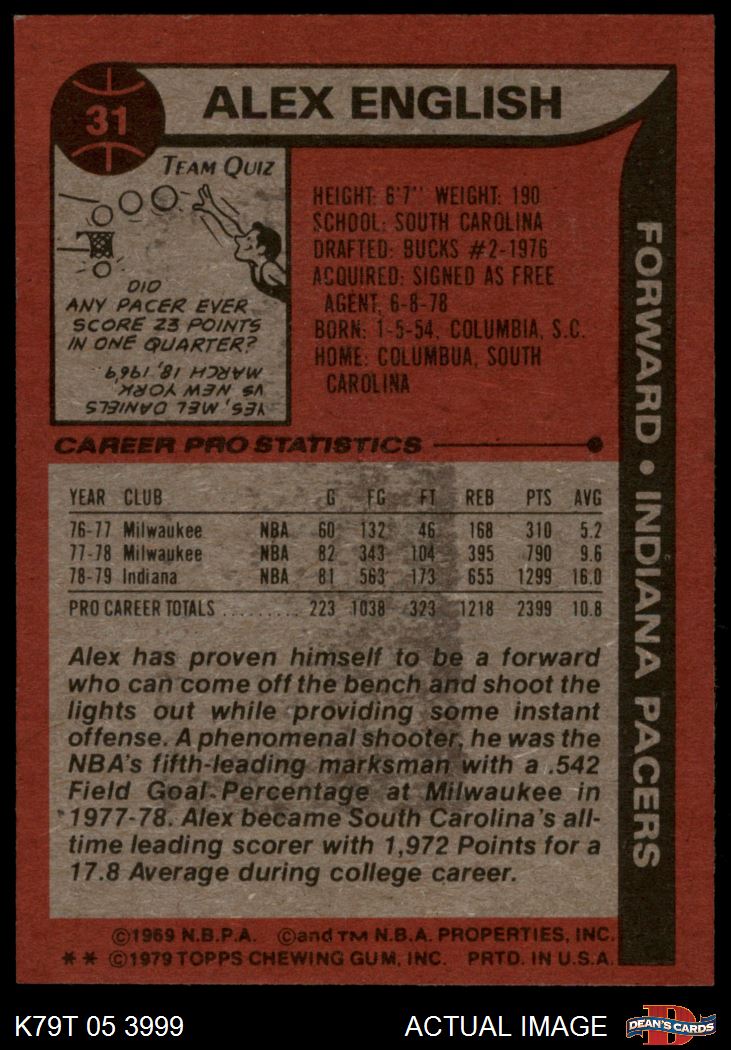 31
ALEX ENGLISH
TEAM QUIZ
DID
ANY PACER EVER
SCORE 23 POINTS
IN ONE QUARTER?
YES, MEL DANIELS
VS NEW YORK,
MARCH 18, 1969.
HEIGHT: 6'7" WEIGHT: 190
SCHOOL: SOUTH CAROLINA
DRAFTED: BUCKS #2-1976
ACQUIRED: SIGNED AS FREE
AGENT, 6-8-78
BORN: 1-5-54, COLUMBIA, S.C.
HOME: COLUMBUA, SOUTH
CAROLINA
FORWARD • INDIANA PACERS
CAREER PRO STATISTICS
YEAR CLUB G FG FT REB PTS AVG
76-77 Milwaukee NBA 60 132 46 168 310 5.2
77-78 Milwaukee NBA 82 343 104 395 790 9.6
78-79 Indiana NBA 81 563 173 655 1299 16.0
PRO CAREER TOTALS .......... 223 1038 323 1218 2399 10.8
Alex has proven himself to be a forward
who can come off the bench and shoot the
lights out while providing some instant
offense. A phenomenal shooter, he was the
NBA's fifth-leading marksman with a .542
Field Goal Percentage at Milwaukee in
1977-78. Alex became South Carolina's all-
time leading scorer with 1,972 Points for a
17.8 Average during college career.
©1969 N.B.P.A. ©and TM N.B.A. PROPERTIES, INC.
** ©1979 TOPPS CHEWING GUM, INC. PRTD. IN U.S.A.
K79T 05 3999
ACTUAL IMAGE
D
DEAN'S CARDS